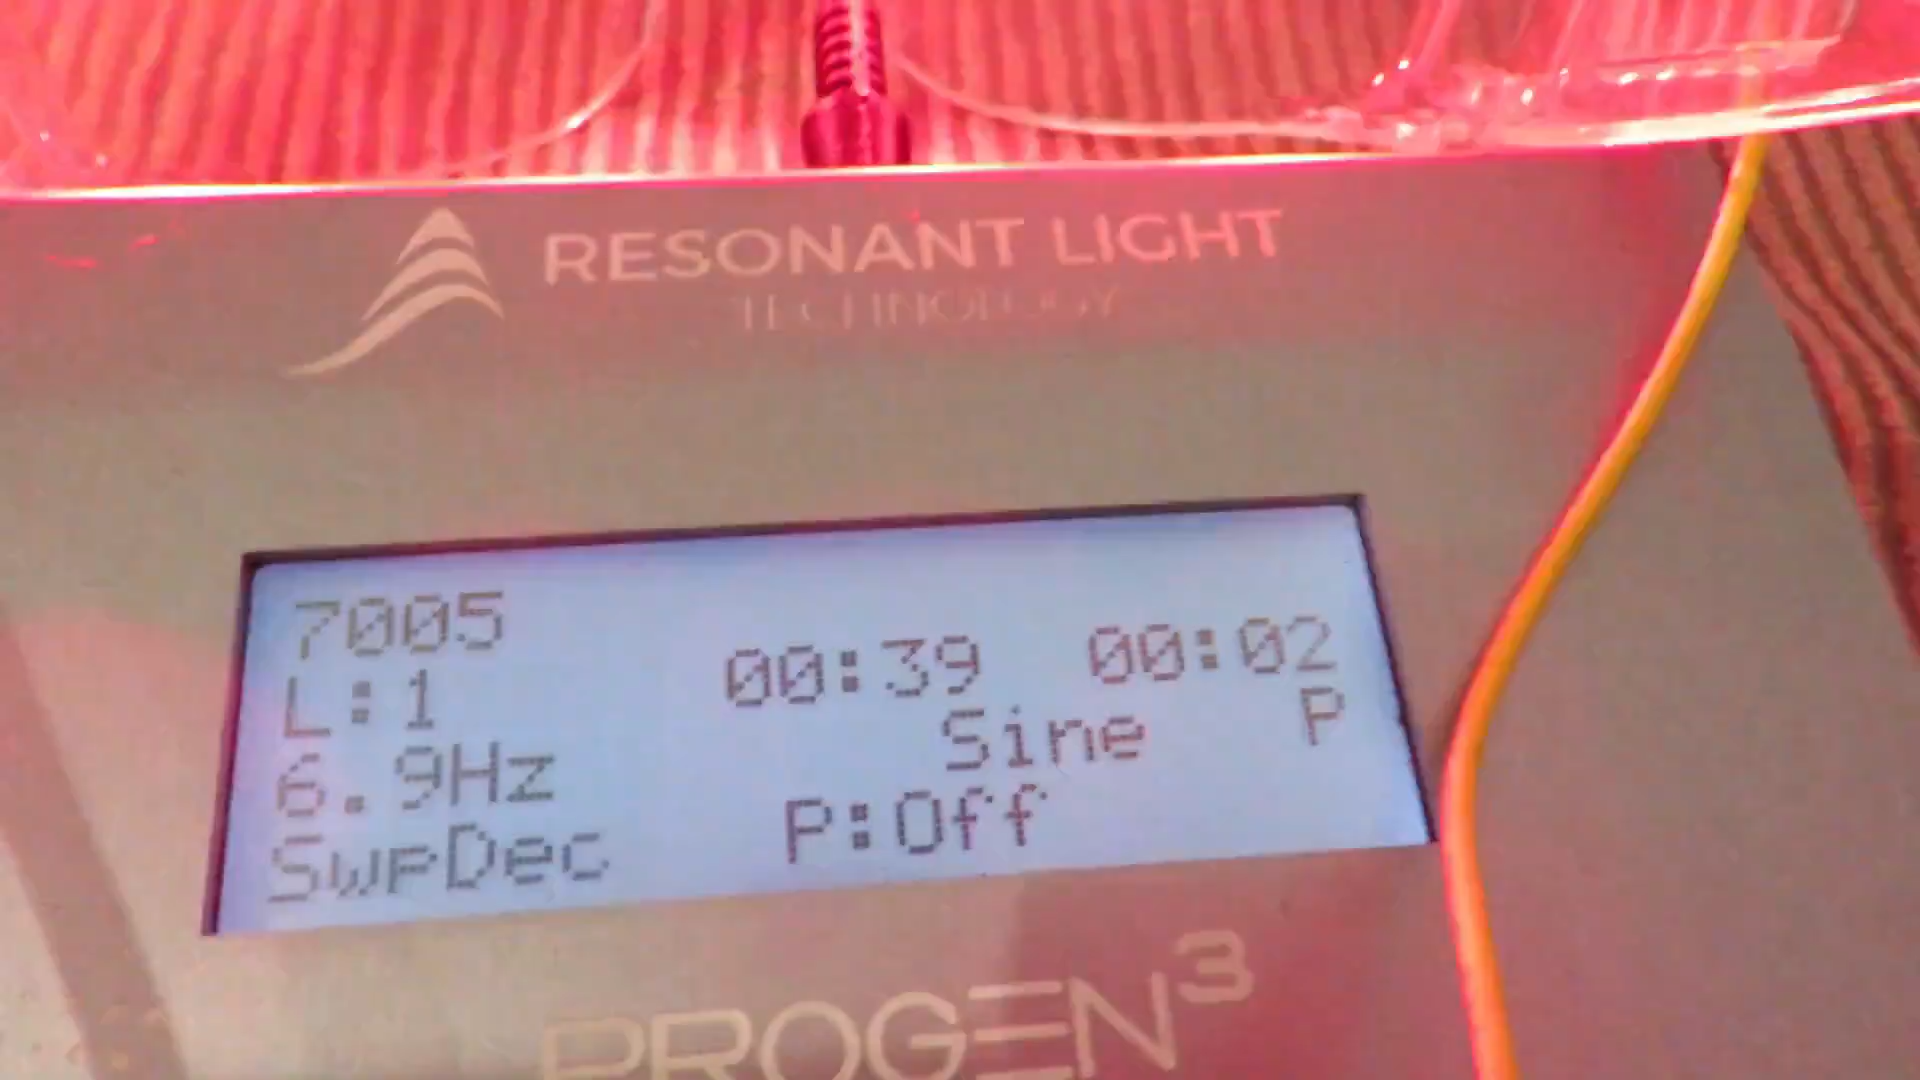 RESONANT LIGHT
TECHNOLOGY
7005
L:1 00:39 00:02
6.9Hz Sine P
SwpDec P:Off
PROGEN³